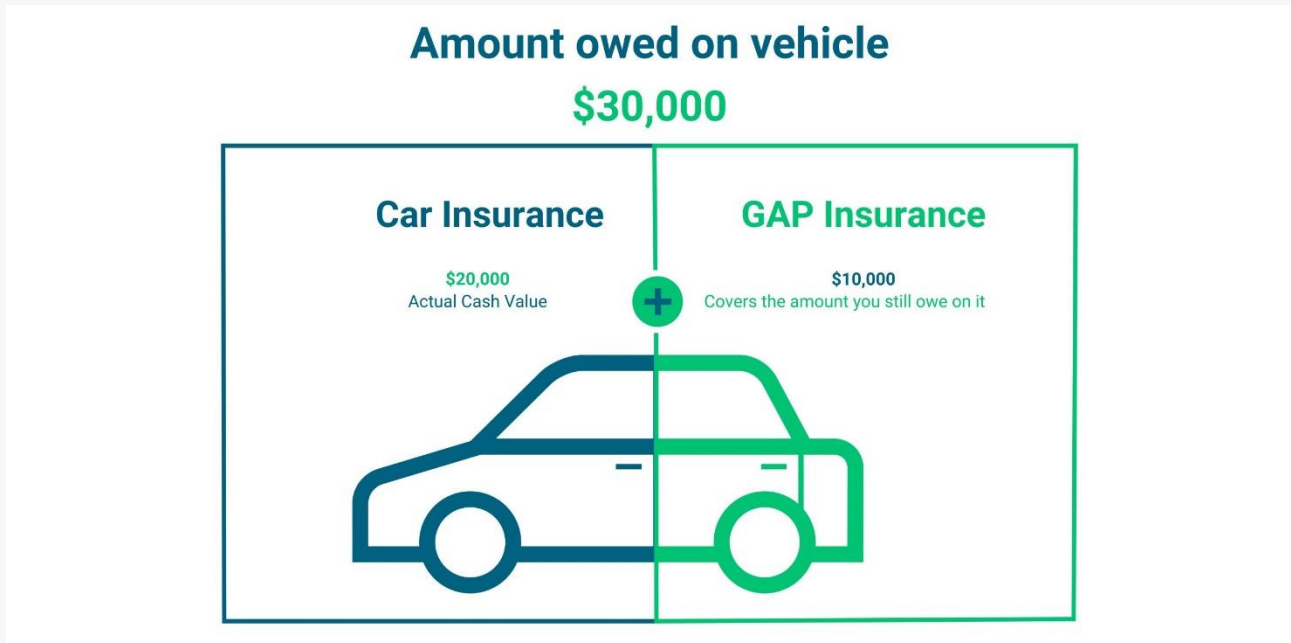 Amount owed on vehicle
$30,000
Car Insurance
$20,000
Actual Cash Value
+
GAP Insurance
$10,000
Covers the amount you still owe on it